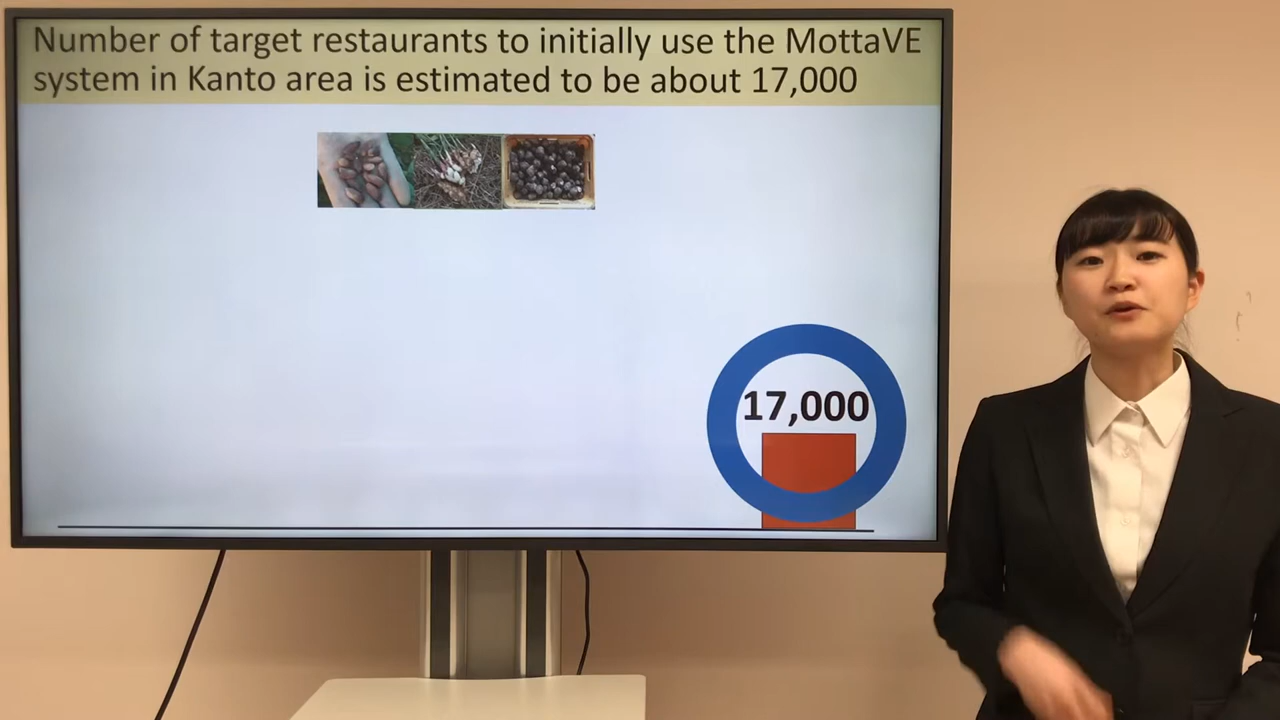 Number of target restaurants to initially use the MottaVE
system in Kanto area is estimated to be about 17,000
17,000